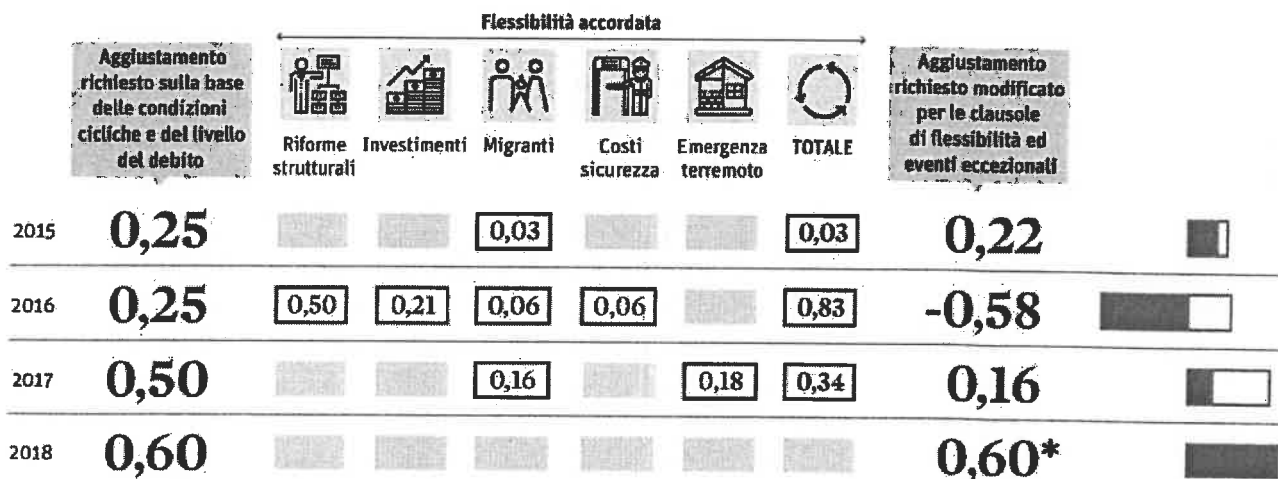 Flessibilità accordata
Aggiustamento
richiesto sulla base
delle condizioni
cicliche e del livello
del debito
Riforme
strutturali
Investimenti
Migranti
Costi
sicurezza
Emergenza
terremoto
TOTALE
Aggiustamento
richiesto modificato
per le clausole
di flessibilità ed
eventi eccezionali
2015 0,25 0,03 0,03 0,22
2016 0,25 0,50 0,21 0,06 0,06 0,83 -0,58
2017 0,50 0,16 0,18 0,34 0,16
2018 0,60 0,60*